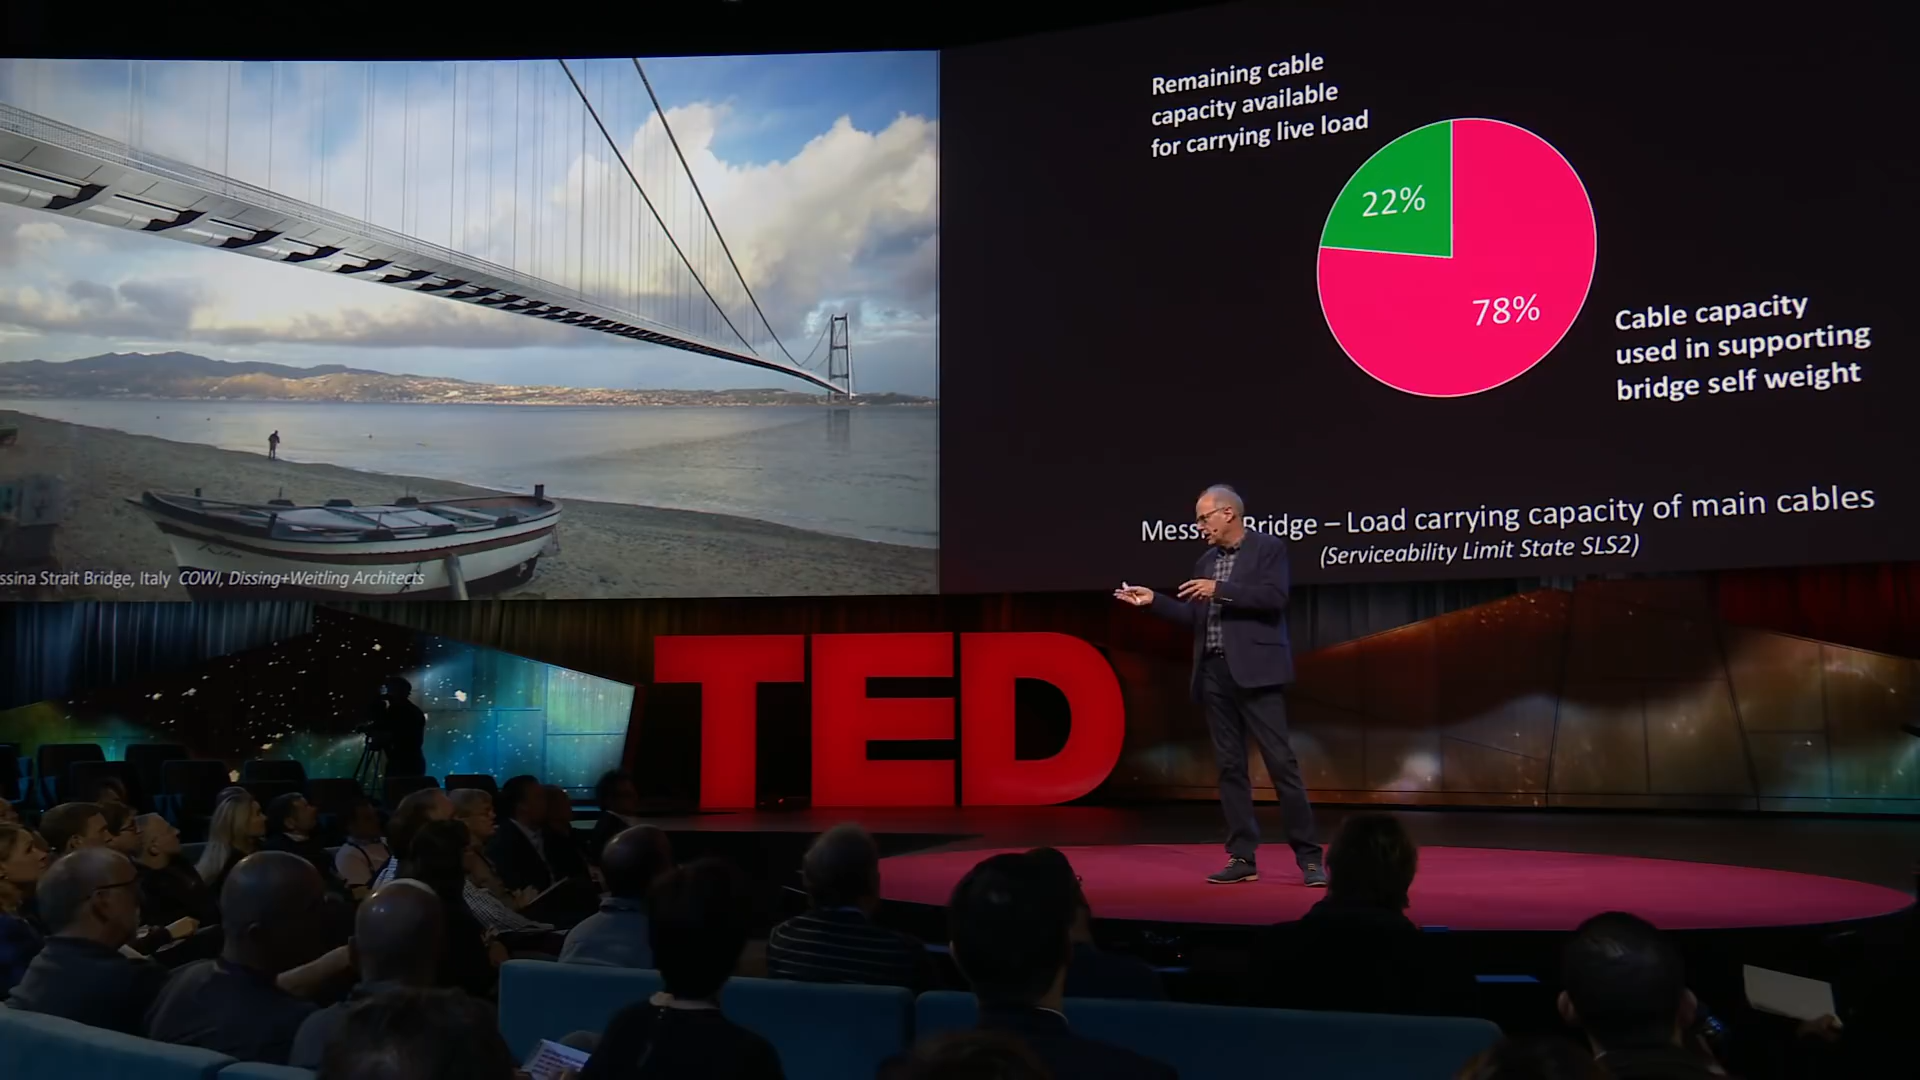 Remaining cable
capacity available
for carrying live load
22%
78%
Cable capacity
used in supporting
bridge self weight
Bridge – Load carrying capacity of main cables
(Serviceability Limit State SLS2)
ssina Strait Bridge, Italy COWI, Dissing+Weitling Architects
TED